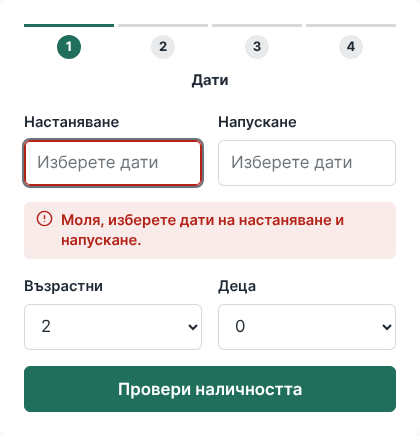 1 2 3 4
Дати
Настаняване Напускане
Изберете дати Изберете дати
Моля, изберете дати на настаняване и
напускане.
Възрастни Деца
2 0
Провери наличността